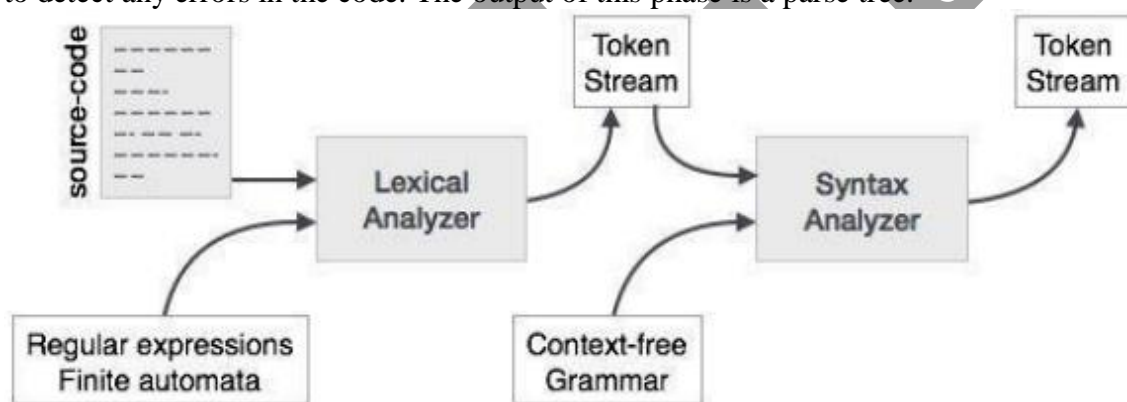 to detect any errors in the code. The output of this phase is a parse tree.
source-code
Token
Stream
Token
Stream
Lexical
Analyzer
Syntax
Analyzer
Regular expressions
Finite automata
Context-free
Grammar